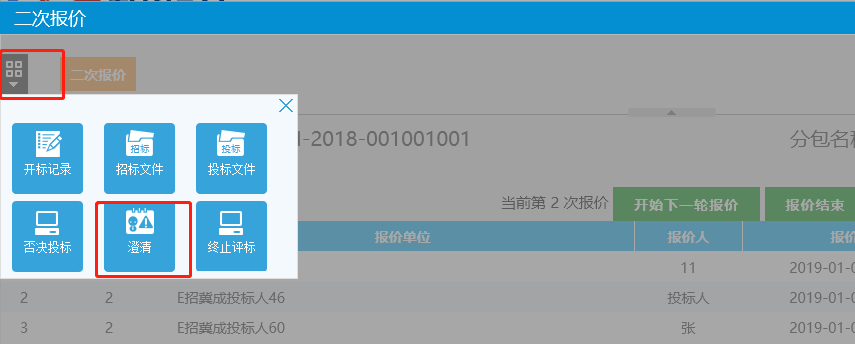 二次报价
二次报价
开标记录
招标
招标文件
投标
投标文件
否决投标
澄清
终止评标
-2018-001001001
分包名称
当前第 2 次报价
开始下一轮报价
报价结束
报价单位
报价人
报价
11
2019-01-0
2
2
E招冀成投标人46
投标人
2019-01-0
3
2
E招冀成投标人60
张
2019-01-0